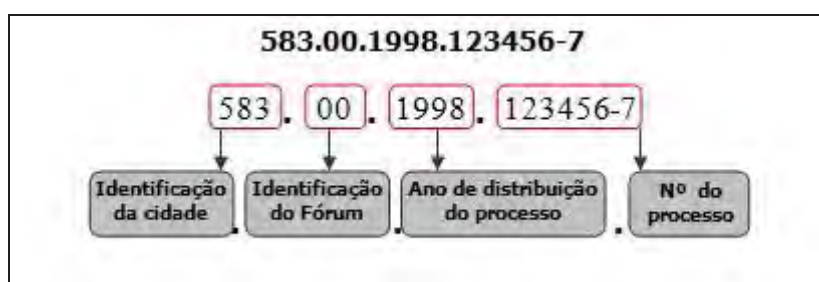 583.00.1998.123456-7
583. 00. 1998. 123456-7
Identificação da cidade. Identificação do Fórum. Ano de distribuição do processo. Nº do processo